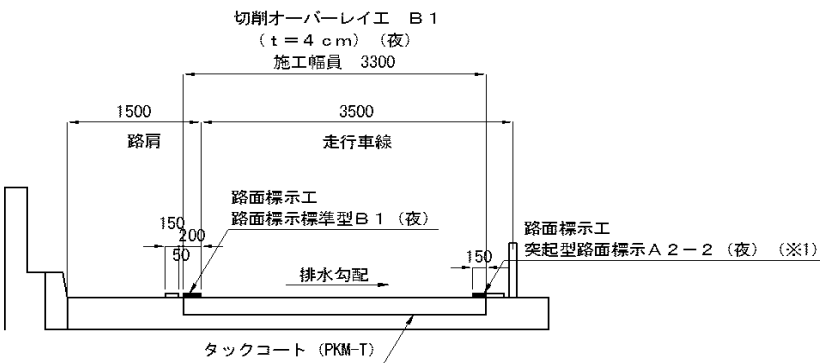 切削オーバーレイエ　Ｂ１
（ｔ＝４ｃｍ）（夜）
施工幅員　3300
1500
3500
路肩
走行車線
路面標示工
路面標示標準型Ｂ１（夜）
150
200
50
路面標示工
突起型路面標示Ａ２－２（夜）（※1）
150
排水勾配
タックコート（PKM-T）